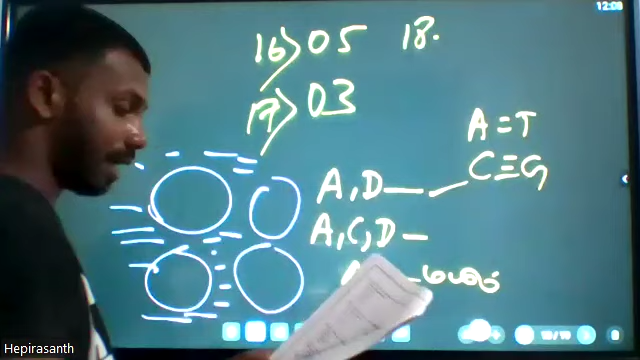 12:08
16> 05 18.
17> 03
A = T
C ≡ G
A, D —
A, C, D —
Hepirasanth